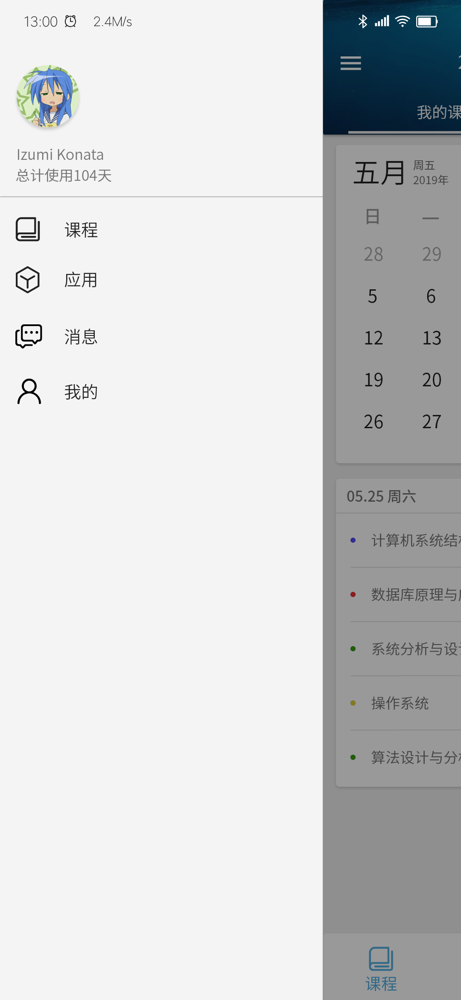 13:00 2.4M/s
Izumi Konata
总计使用104天
课程
应用
消息
我的
我的课
五月
周五
2019年
日 一
28 29
5 6
12 13
19 20
26 27
05.25 周六
计算机系统结
数据库原理与
系统分析与设
操作系统
算法设计与分
课程